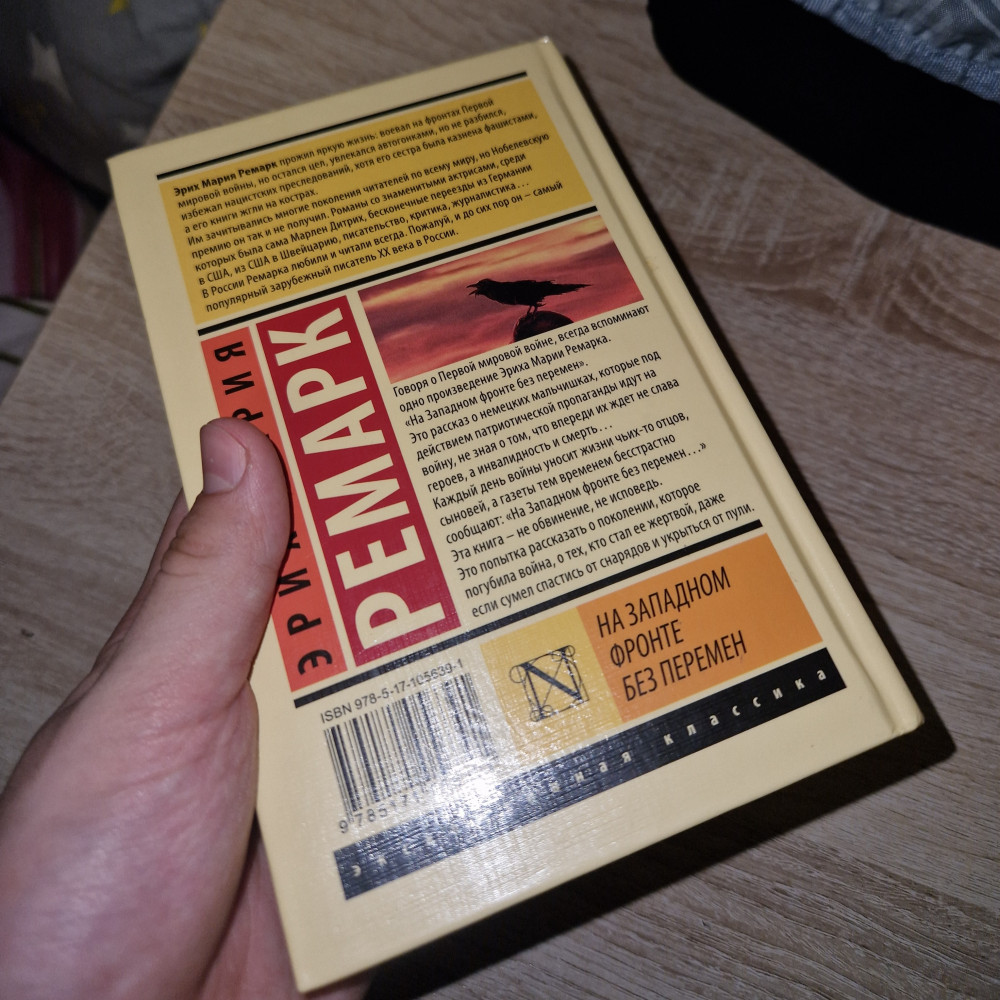 Эрих Мария Ремарк прожил яркую жизнь: воевал на фронтах Первой
мировой войны, но остался цел, увлекался автогонками, но не разбился,
избежал нацистских преследований, хотя его сестра была казнена фашистами,
а его книги жгли на кострах.
Им зачитывались многие поколения читателей по всему миру, но Нобелевскую
премию он так и не получил. Романы со знаменитыми актрисами, среди
которых была сама Марлен Дитрих, бесконечные переезды из Германии
в США, из США в Швейцарию, писательство, критика, журналистика...
В России Ремарка любили и читали всегда. Пожалуй, и до сих пор он – самый
популярный зарубежный писатель XX века в России.
ЭРИХ РИЯ
РЕМАРК
Говоря о Первой мировой войне, всегда вспоминают
одно произведение Эриха Марии Ремарка.
«На Западном фронте без перемен».
Это рассказ о немецких мальчишках, которые под
действием патриотической пропаганды идут на
войну, не зная о том, что впереди их ждет не слава
героев, а инвалидность и смерть...
Каждый день войны уносит жизни чьих-то отцов,
сыновей, а газеты тем временем бесстрастно
сообщают: «На Западном фронте без перемен...»
Эта книга – не обвинение, не исповедь.
Это попытка рассказать о поколении, которое
погубила война, о тех, кто стал ее жертвой, даже
если сумел спастись от снарядов и укрыться от пули.
ISBN 978-5-17-105639-1
N
НА ЗАПАДНОМ
ФРОНТЕ
БЕЗ ПЕРЕМЕН
классика